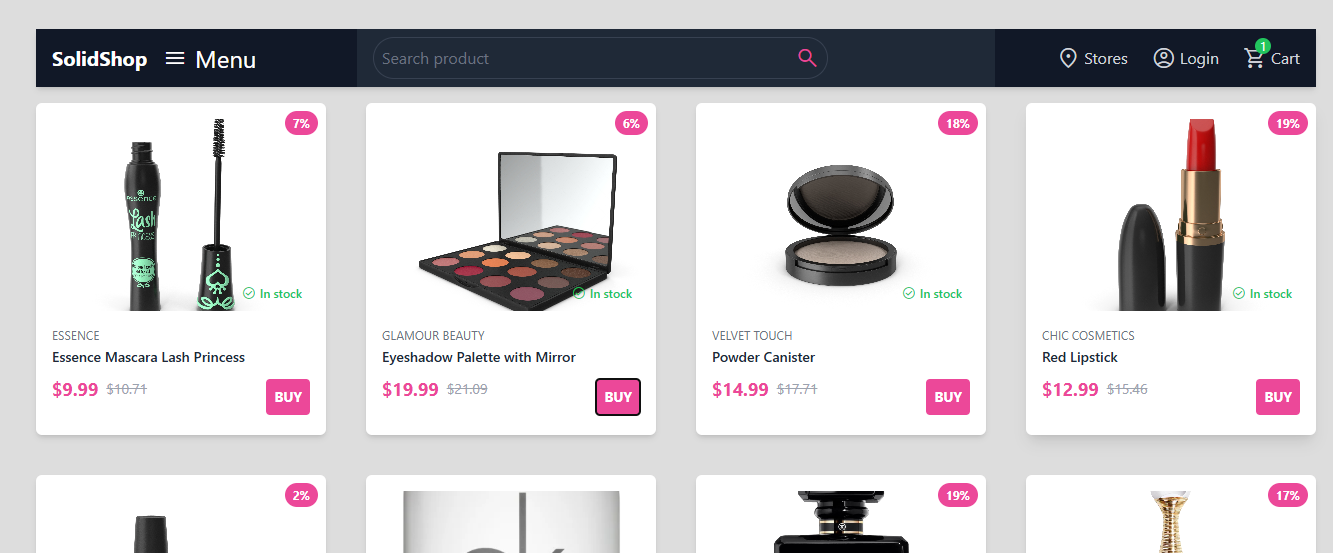 SolidShop Menu Search product Stores Login 1 Cart
7%
6%
18%
19%
essence
Lash
PRINCESS
In stock
In stock
In stock
In stock
ESSENCE
Essence Mascara Lash Princess
$9.99 $10.71
BUY
GLAMOUR BEAUTY
Eyeshadow Palette with Mirror
$19.99 $21.09
BUY
VELVET TOUCH
Powder Canister
$14.99 $17.71
BUY
CHIC COSMETICS
Red Lipstick
$12.99 $15.46
BUY
2%
19%
17%